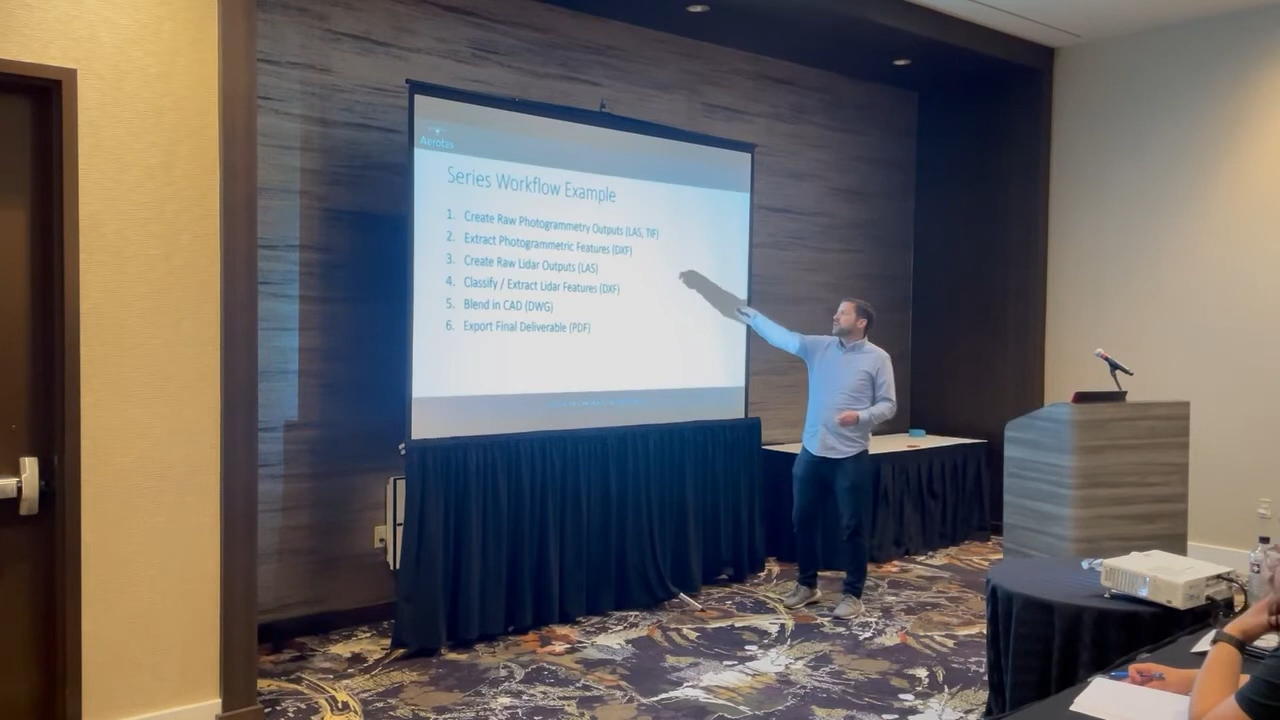 Aerotas
Series Workflow Example
1. Create Raw Photogrammetry Outputs (LAS, TIF)
2. Extract Photogrammetric Features (DXF)
3. Create Raw Lidar Outputs (LAS)
4. Classify / Extract Lidar Features (DXF)
5. Blend in CAD (DWG)
6. Export Final Deliverable (PDF)